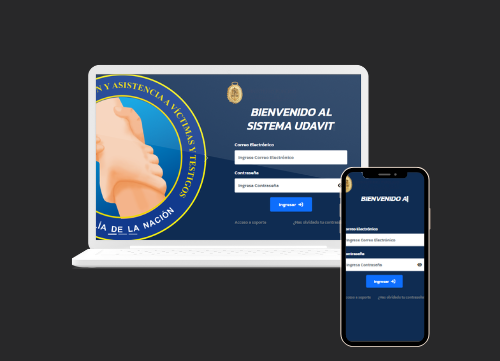 N Y ASISTENCIA A VÍCTIMAS Y TESTIGOS
ÍA DE LA NACIÓN
BIENVENIDO AL
SISTEMA UDAVIT
Correo Electrónico
Ingrese Correo Electrónico
Contraseña
Ingrese Contraseña
Ingresar
Acceso a soporte
¿Has olvidado tu contraseña
BIENVENIDO A
Correo Electrónico
Ingrese Correo Electrónico
Contraseña
Ingrese Contraseña
Ingresar
Acceso a soporte
¿Has olvidado tu contraseña